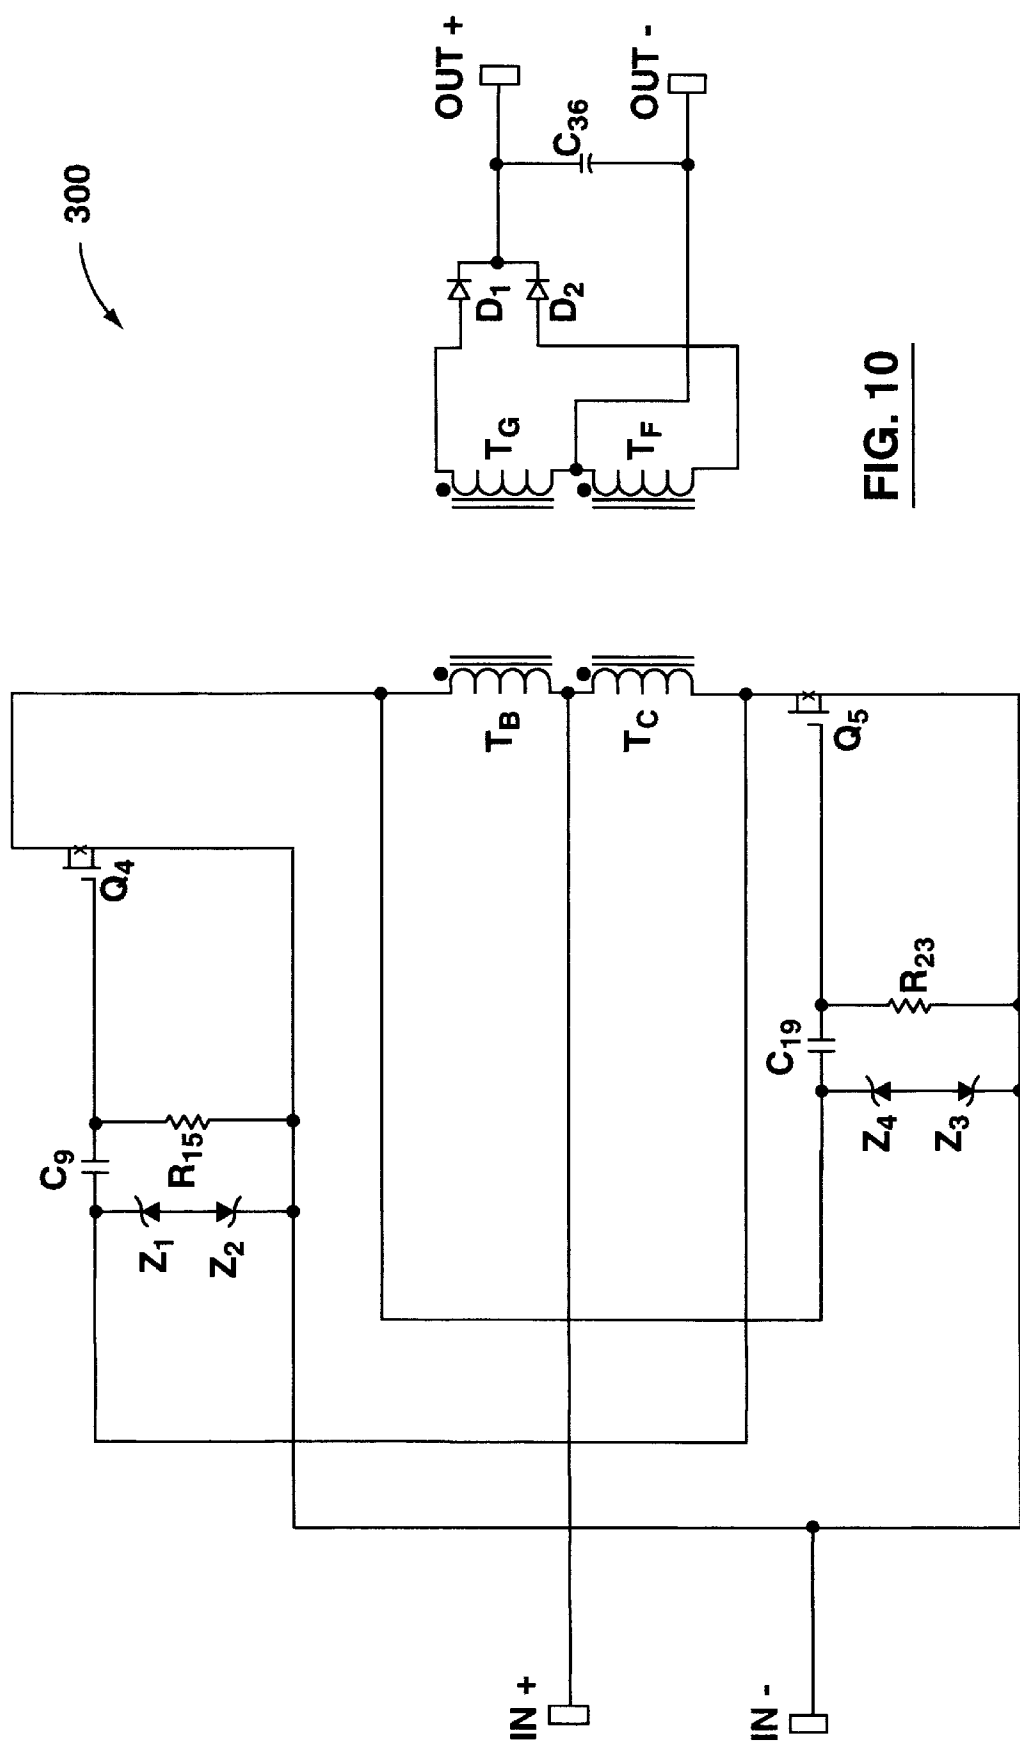 300
OUT +
OUT -
C36
D1
D2
TG
TF
TB
TC
Q4
Q5
C9
R15
Z1
Z2
C19
R23
Z4
Z3
IN +
IN -
FIG. 10